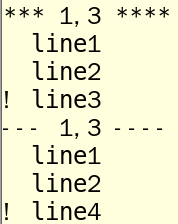 *** 1,3 ****
  line1
  line2
! line3
--- 1,3 ----
  line1
  line2
! line4